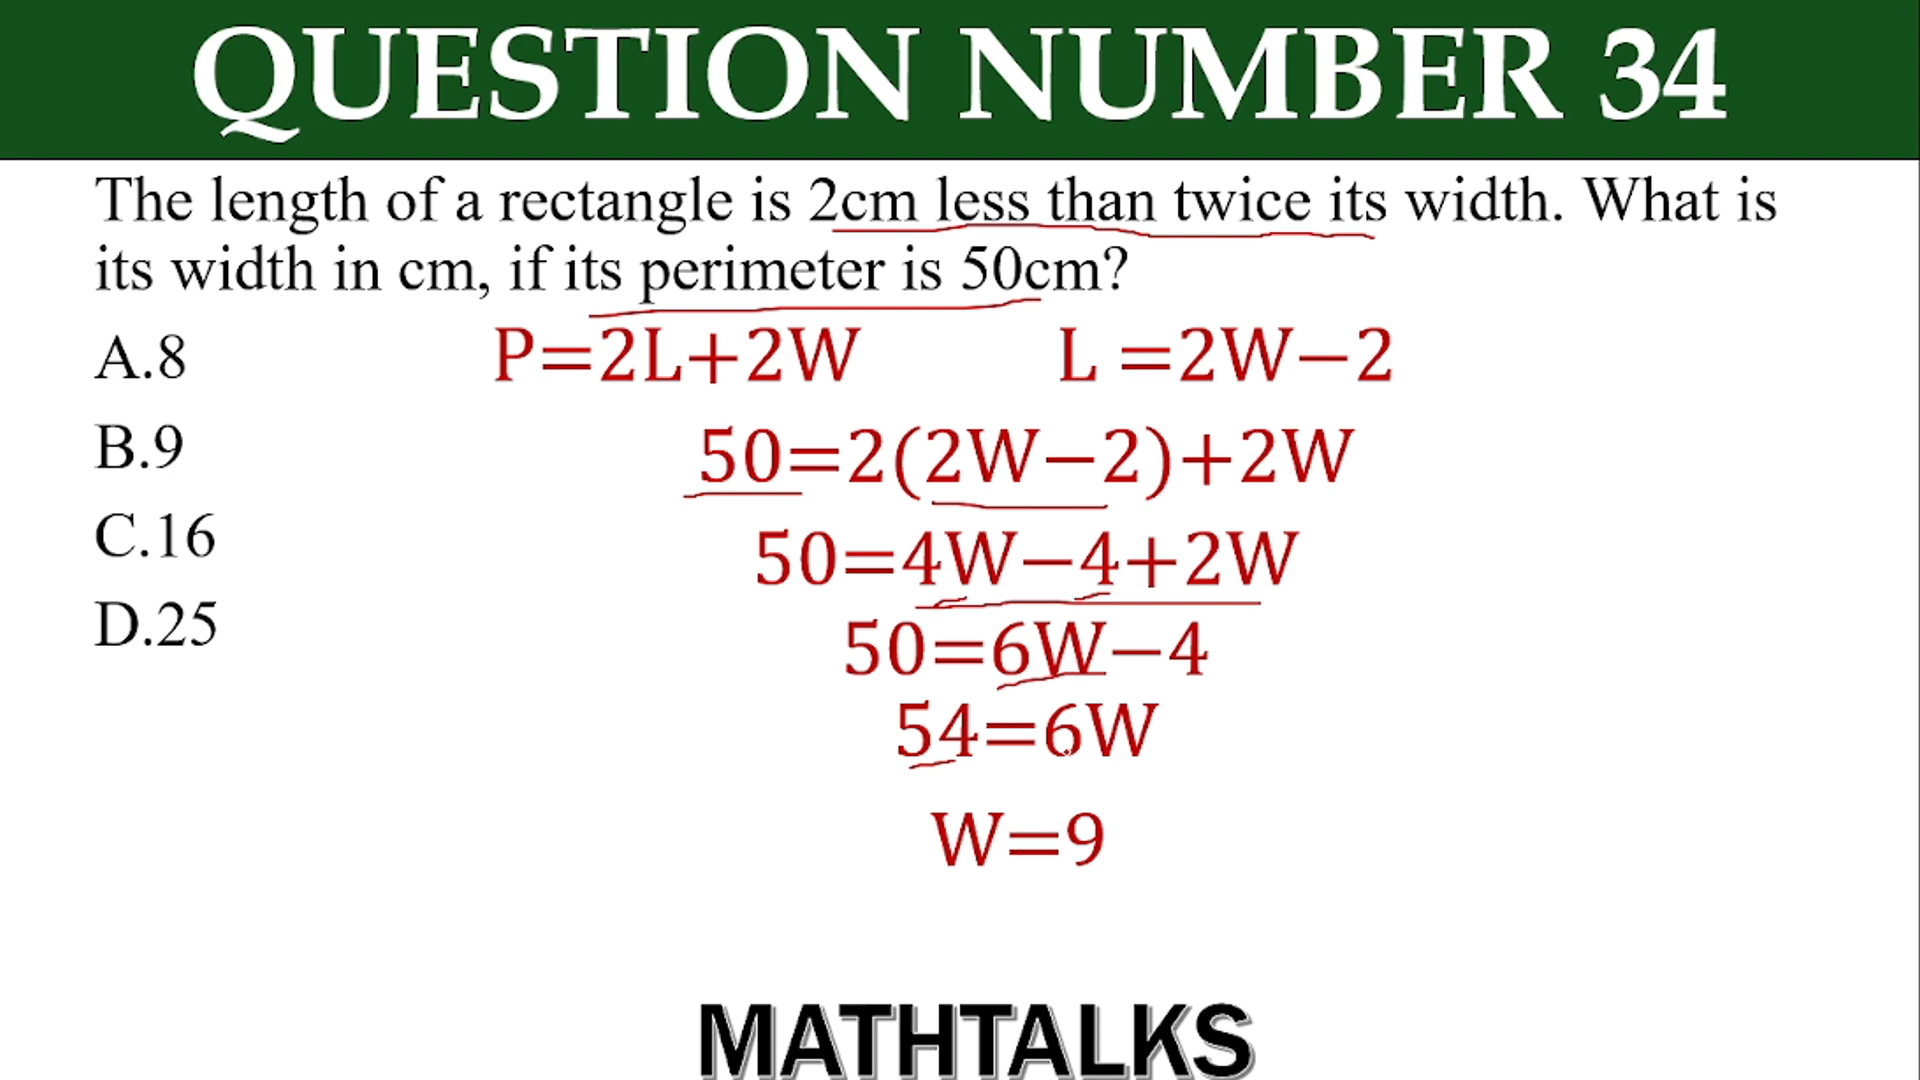 QUESTION NUMBER 34
The length of a rectangle is 2cm less than twice its width. What is
its width in cm, if its perimeter is 50cm?
A.8
P=2L+2W
L =2W−2
B.9
50=2(2W−2)+2W
C.16
50=4W−4+2W
D.25
50=6W−4
54=6W
W=9
MATHTALKS